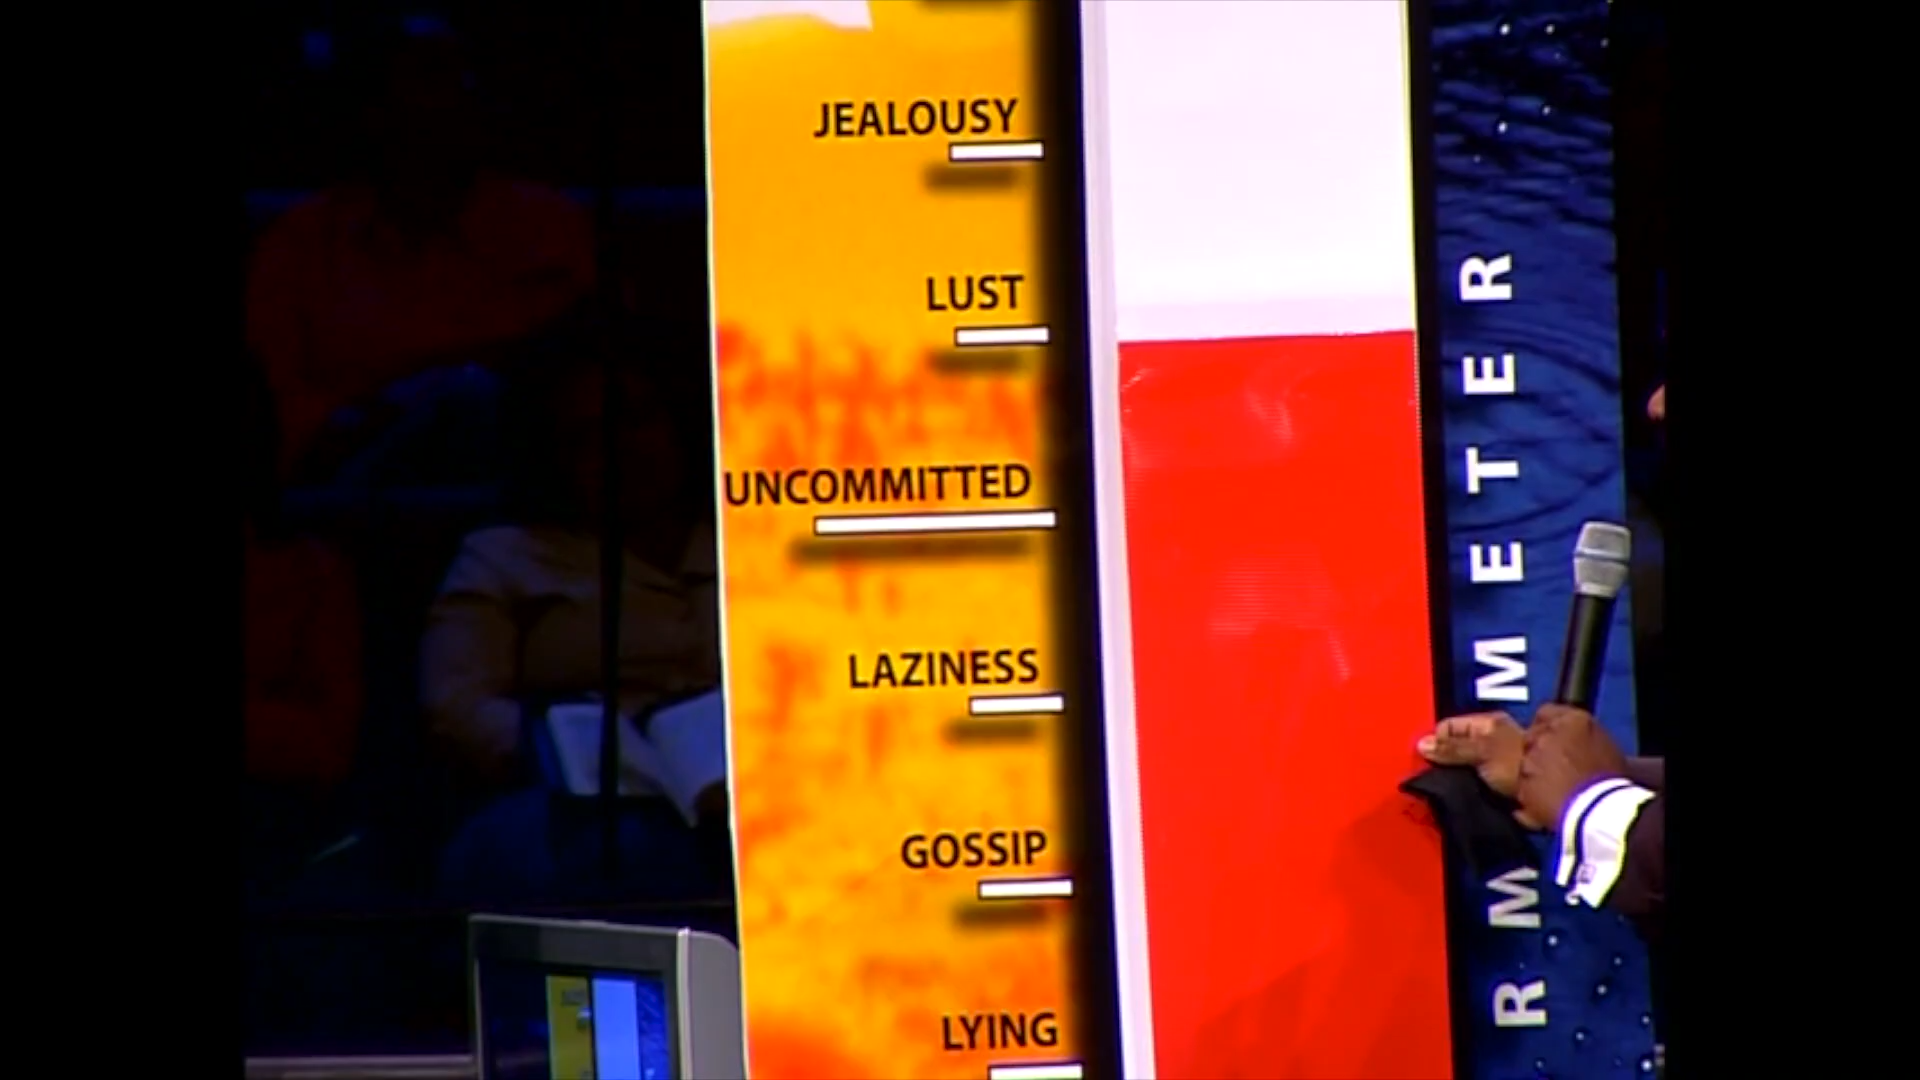 JEALOUSY
LUST
UNCOMMITTED
LAZINESS
GOSSIP
LYING
RM METER